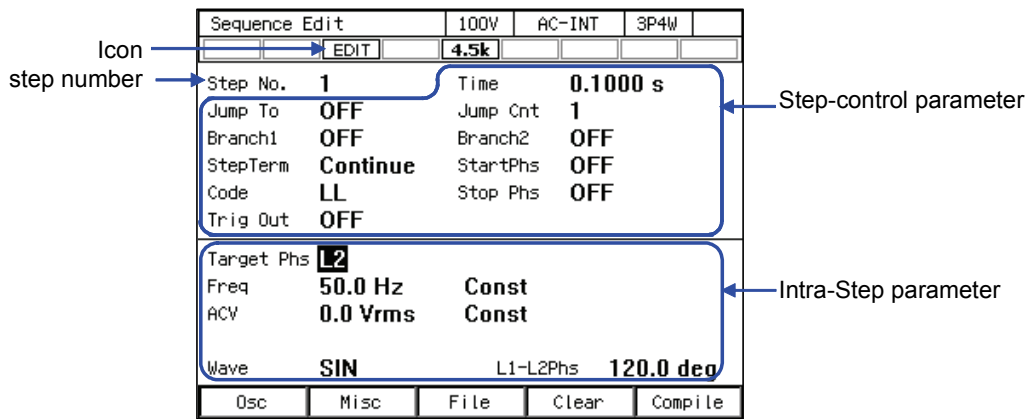 Sequence Edit 100V AC-INT 3P4W
Icon EDIT 4.5k
step number Step No. 1 Time 0.1000 s
Jump To OFF Jump Cnt 1 Step-control parameter
Branch1 OFF Branch2 OFF
StepTerm Continue StartPhs OFF
Code LL Stop Phs OFF
Trig Out OFF
Target Phs L2
Freq 50.0 Hz Const Intra-Step parameter
ACV 0.0 Vrms Const
Wave SIN L1-L2Phs 120.0 deg
Osc Misc File Clear Compile